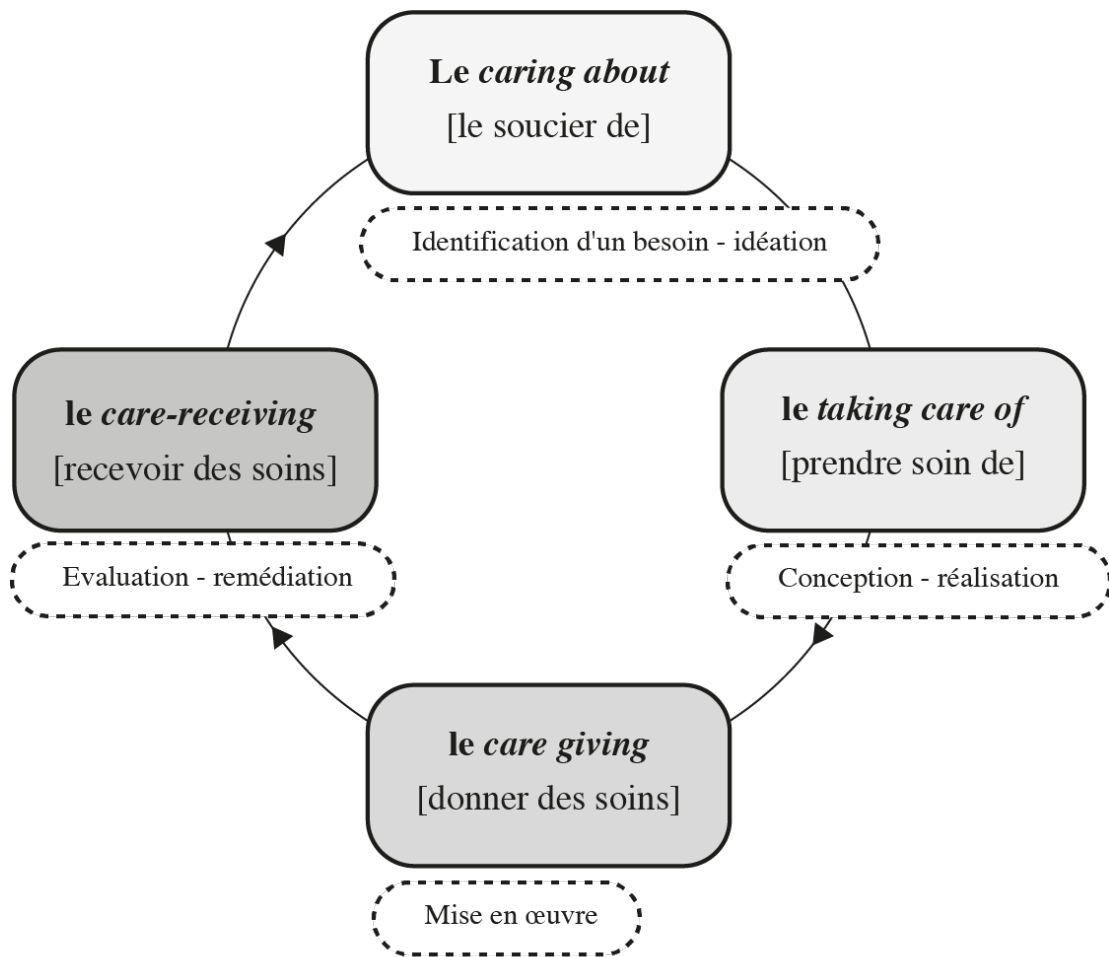 Le caring about
[le soucier de]
Identification d'un besoin - idéation
le care-receiving
[recevoir des soins]
Evaluation - remédiation
le taking care of
[prendre soin de]
Conception - réalisation
le care giving
[donner des soins]
Mise en œuvre